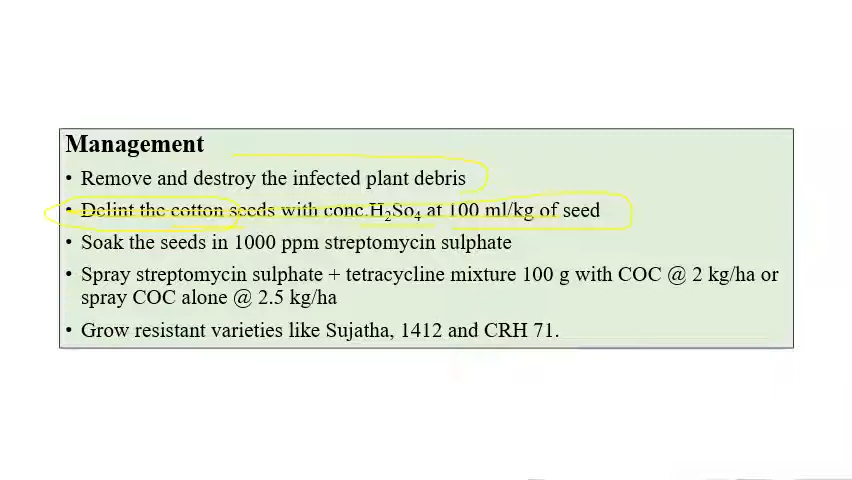 Management
• Remove and destroy the infected plant debris
• Delint the cotton seeds with conc.H₂So₄ at 100 ml/kg of seed
• Soak the seeds in 1000 ppm streptomycin sulphate
• Spray streptomycin sulphate + tetracycline mixture 100 g with COC @ 2 kg/ha or
spray COC alone @ 2.5 kg/ha
• Grow resistant varieties like Sujatha, 1412 and CRH 71.